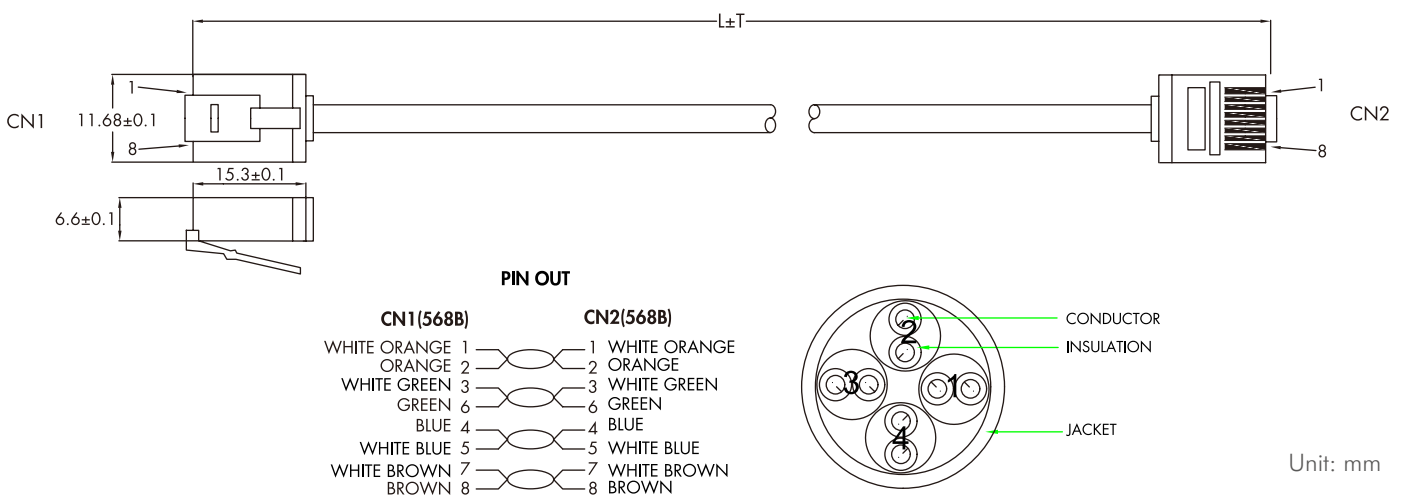 L±T
1
CN1
11.68±0.1
8
1
CN2
8
15.3±0.1
6.6±0.1
PIN OUT
CN1(568B) CN2(568B)
WHITE ORANGE 1 1 WHITE ORANGE
ORANGE 2 2 ORANGE
WHITE GREEN 3 3 WHITE GREEN
GREEN 6 6 GREEN
BLUE 4 4 BLUE
WHITE BLUE 5 5 WHITE BLUE
WHITE BROWN 7 7 WHITE BROWN
BROWN 8 8 BROWN
2
3
1
4
CONDUCTOR
INSULATION
JACKET
Unit: mm